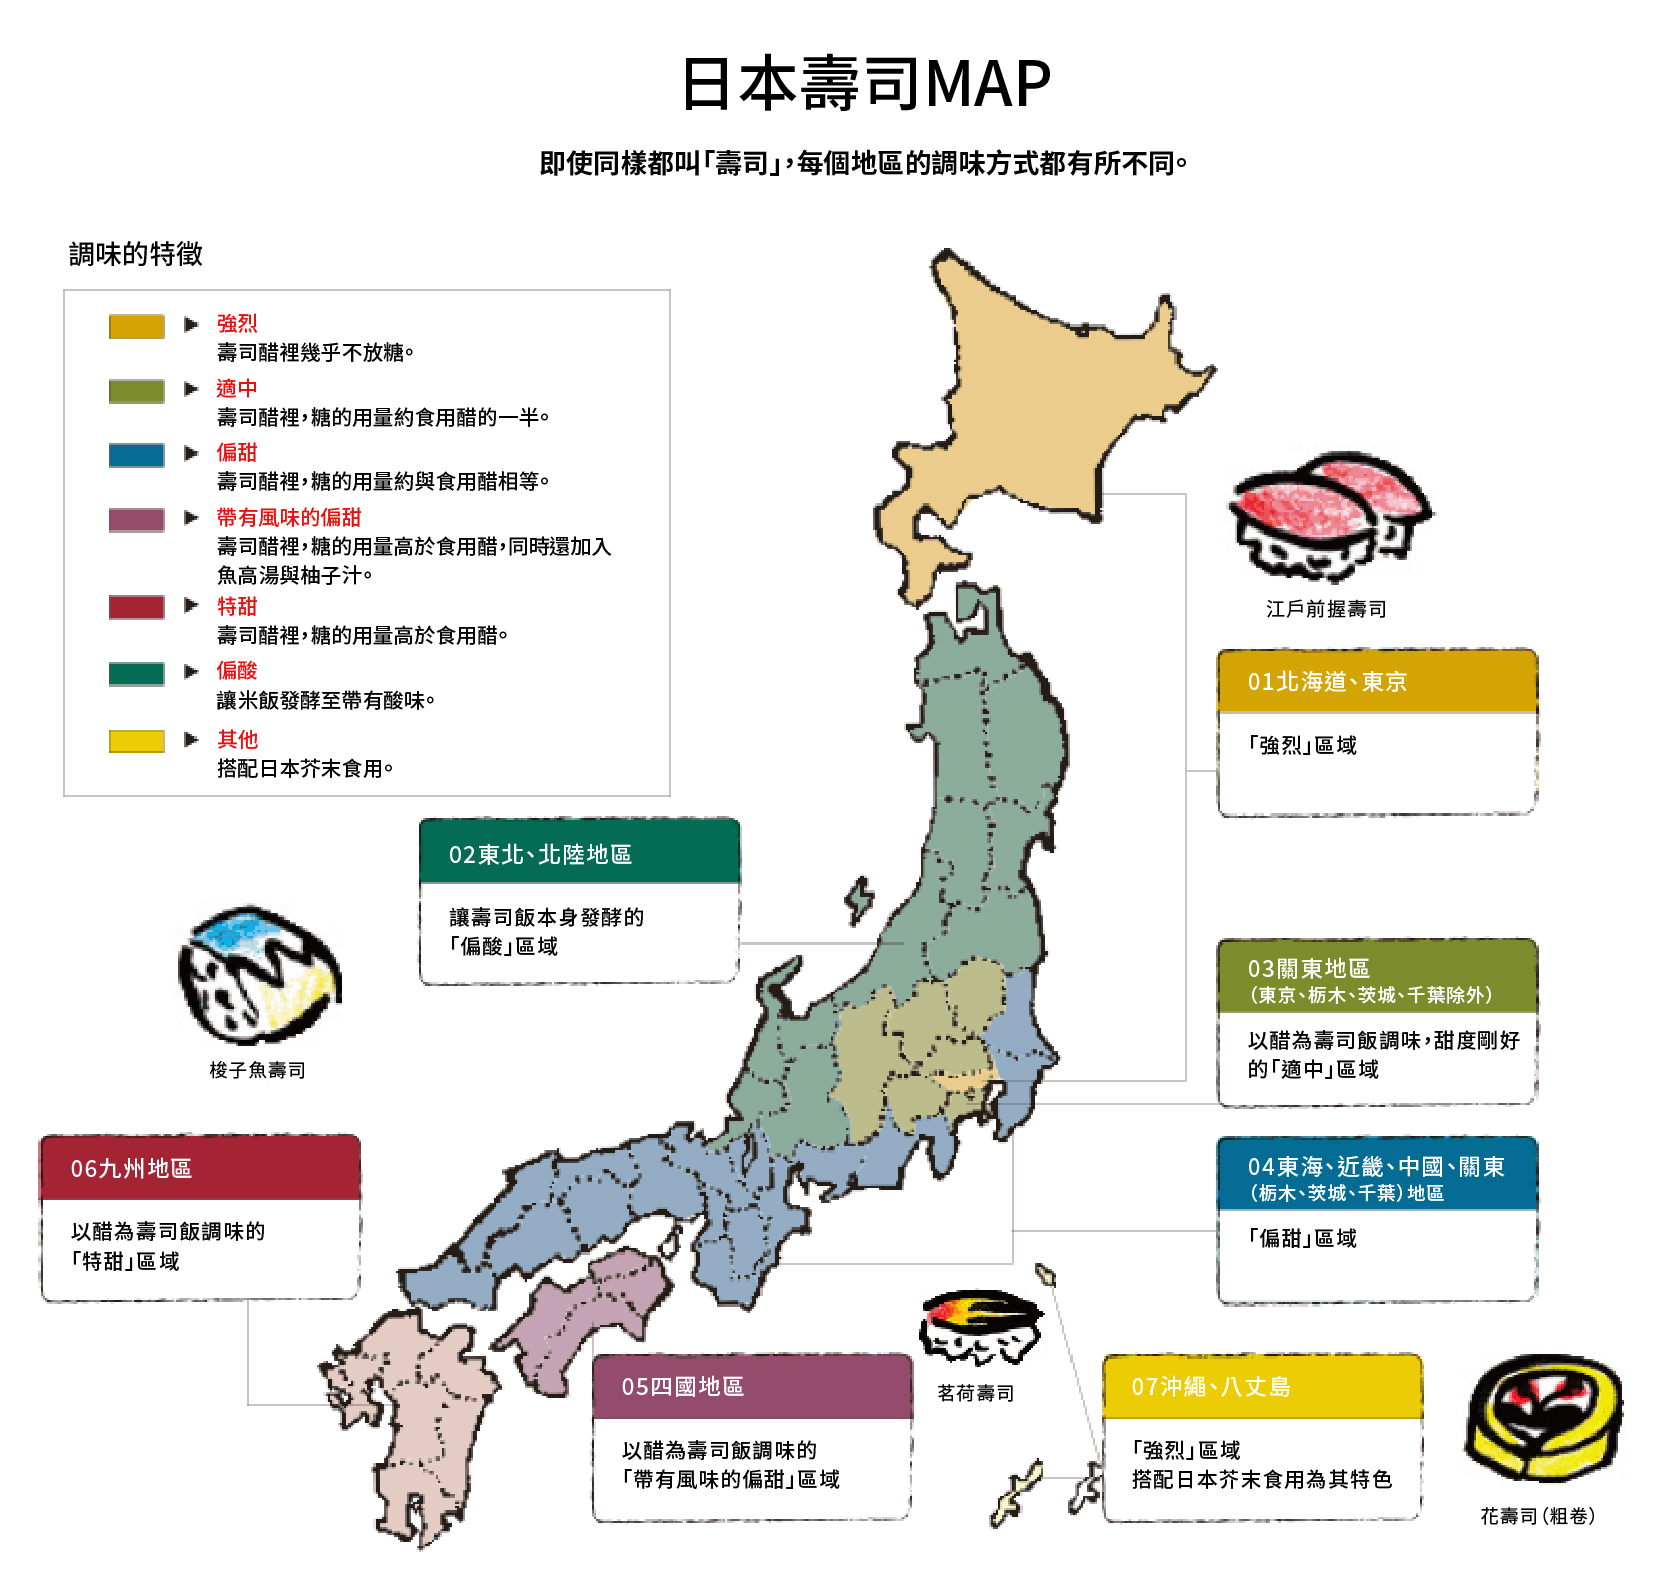 日本壽司MAP
即使同樣都叫「壽司」，每個地區的調味方式都有所不同。
調味的特徵
強烈
壽司醋裡幾乎不放糖。
適中
壽司醋裡，糖的用量約食用醋的一半。
偏甜
壽司醋裡，糖的用量約與食用醋相等。
帶有風味的偏甜
壽司醋裡，糖的用量高於食用醋，同時還加入
魚高湯與柚子汁。
特甜
壽司醋裡，糖的用量高於食用醋。
偏酸
讓米飯發酵至帶有酸味。
其他
搭配日本芥末食用。
江戶前握壽司
01北海道、東京
「強烈」區域
02東北、北陸地區
讓壽司飯本身發酵的
「偏酸」區域
梭子魚壽司
03關東地區
（東京、栃木、茨城、千葉除外）
以醋為壽司飯調味，甜度剛好
的「適中」區域
04東海、近畿、中國、關東
（栃木、茨城、千葉）地區
「偏甜」區域
06九州地區
以醋為壽司飯調味的
「特甜」區域
05四國地區
以醋為壽司飯調味的
「帶有風味的偏甜」區域
茗荷壽司
07沖繩、八丈島
「強烈」區域
搭配日本芥末食用為其特色
花壽司（粗卷）